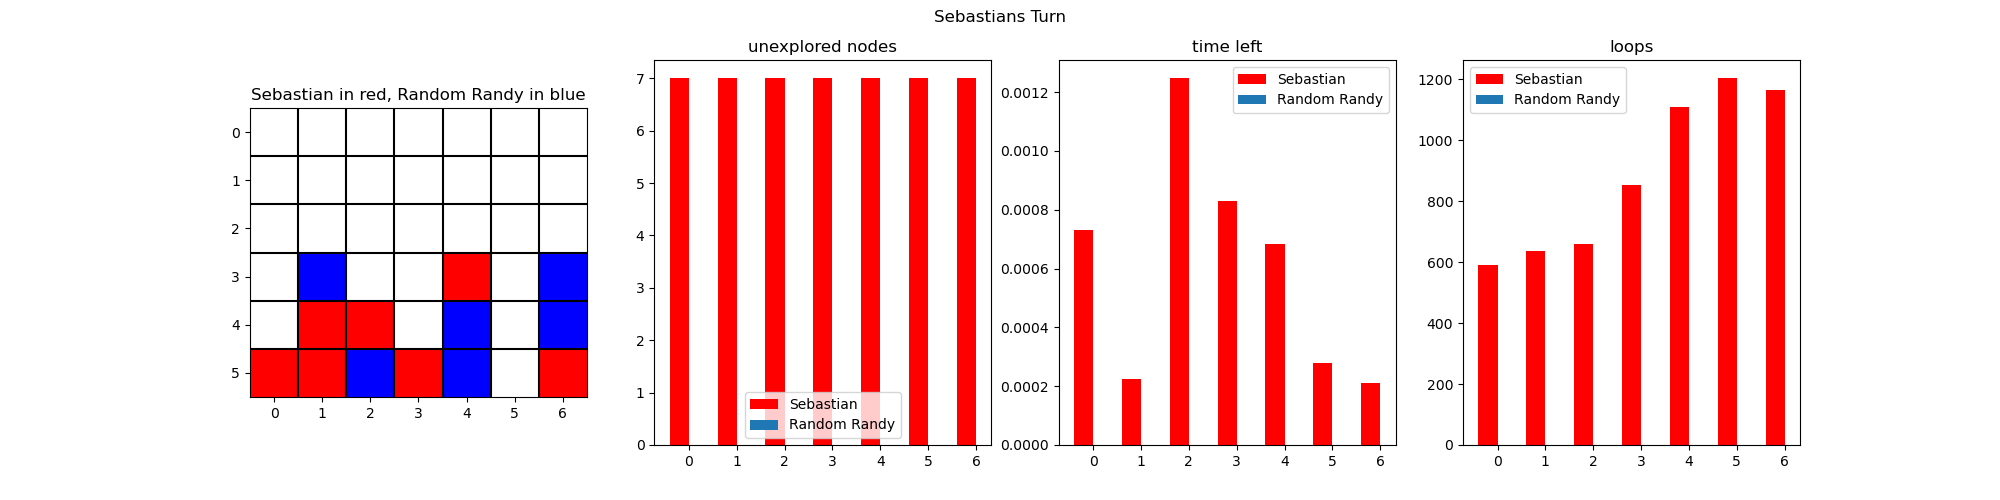 Sebastians Turn
Sebastian in red, Random Randy in blue
0
1
2
3
4
5
0 1 2 3 4 5 6
unexplored nodes
7
6
5
4
3
2
1
0
Sebastian
Random Randy
0 1 2 3 4 5 6
time left
0.0012
0.0010
0.0008
0.0006
0.0004
0.0002
0.0000
Sebastian
Random Randy
0 1 2 3 4 5 6
loops
1200
1000
800
600
400
200
0
Sebastian
Random Randy
0 1 2 3 4 5 6